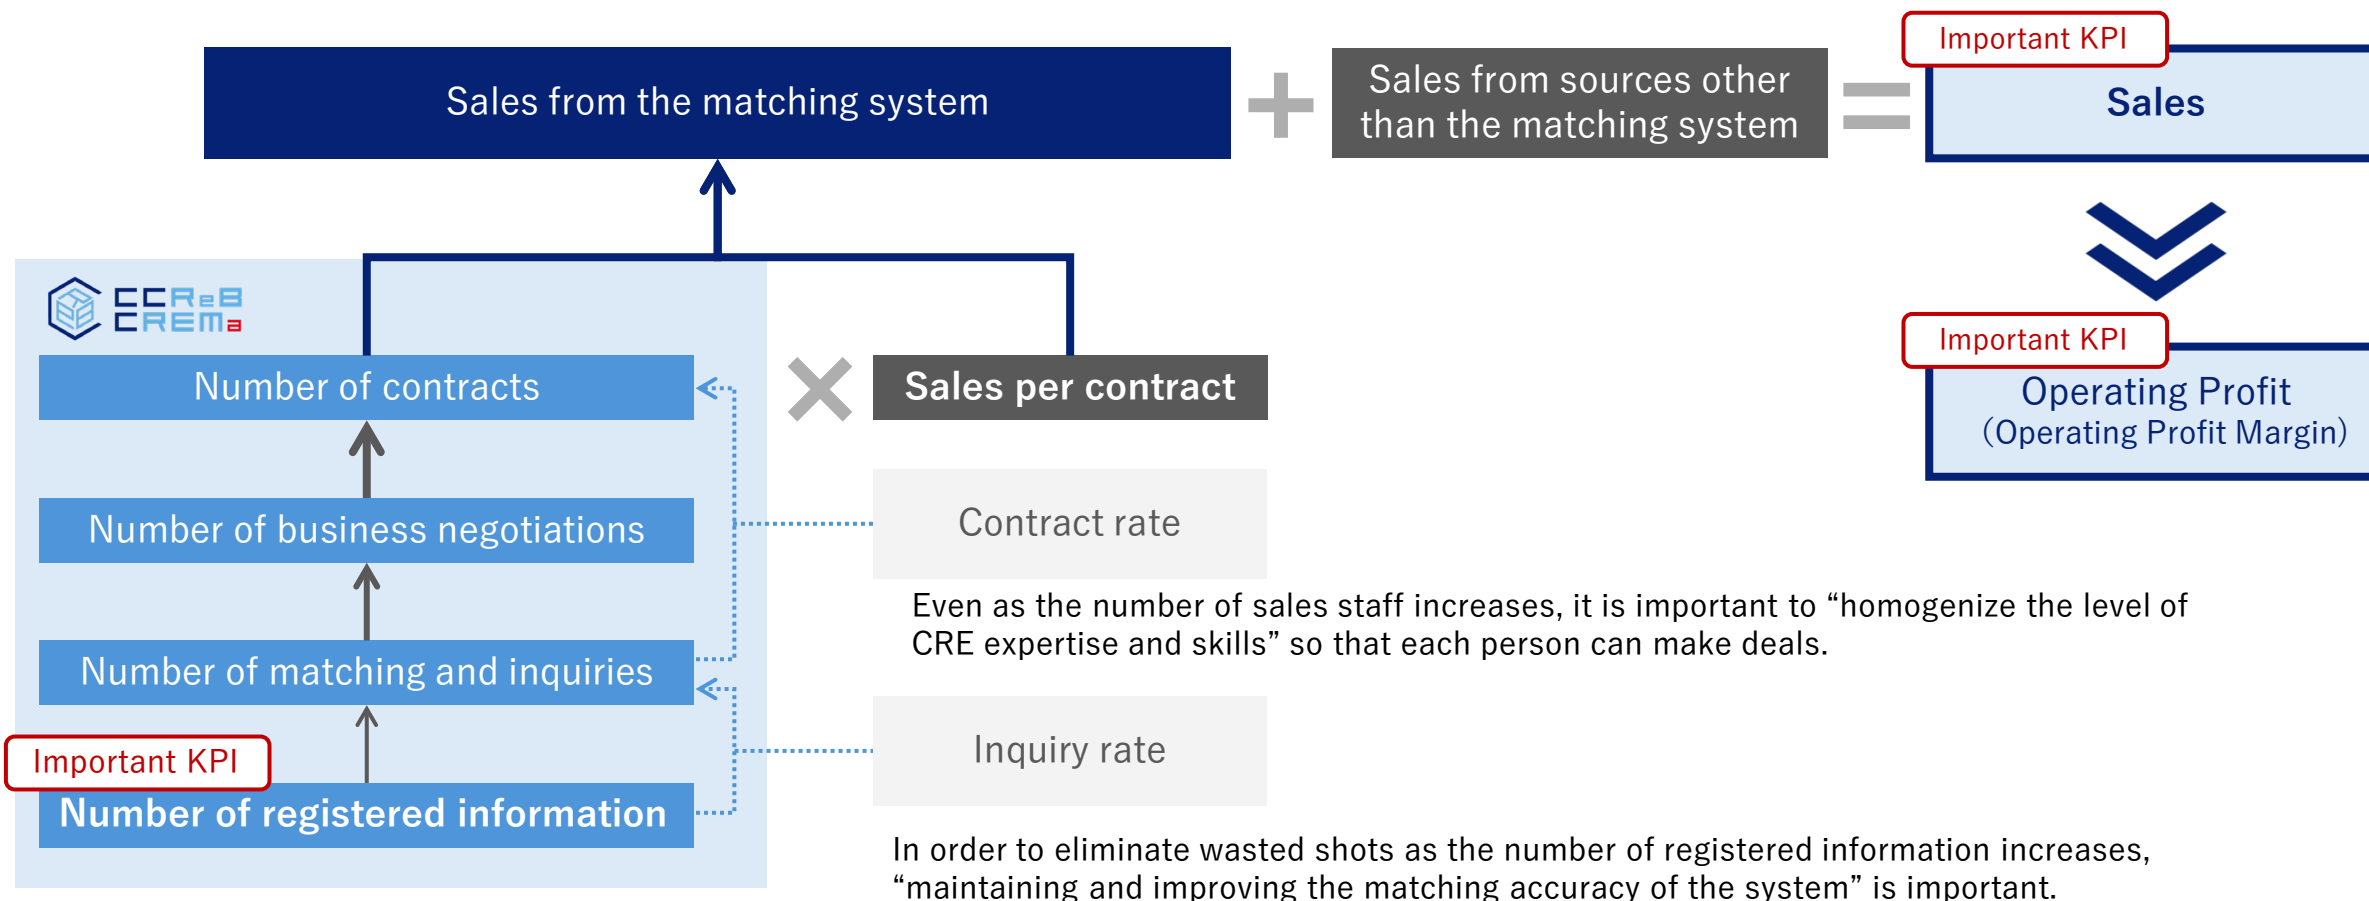 Important KPI
Sales from the matching system
Sales from sources other
than the matching system
Sales
CCReB
CREMa
Important KPI
Number of contracts
Sales per contract
Operating Profit
（Operating Profit Margin）
Number of business negotiations
Contract rate
Even as the number of sales staff increases, it is important to “homogenize the level of
CRE expertise and skills” so that each person can make deals.
Number of matching and inquiries
Inquiry rate
Important KPI
Number of registered information
In order to eliminate wasted shots as the number of registered information increases,
“maintaining and improving the matching accuracy of the system” is important.